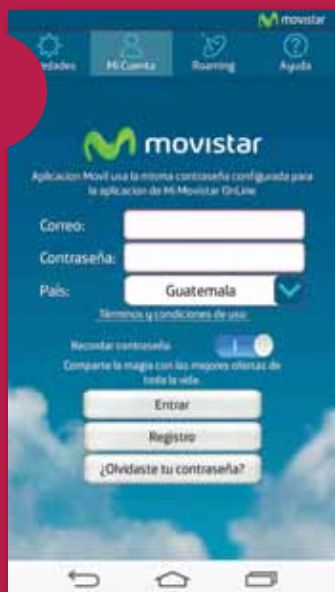 movistar
edades
Mi Cuenta
Roaming
Ayuda
movistar
Aplicacion Movil usa la misma contraseña configurada para
la aplicacion de Mi Movistar OnLine
Correo:
Contraseña:
País:
Guatemala
Términos y condiciones de uso
Recordar contraseña
Comparte la magia con las mejores ofertas de
toda la vida.
Entrar
Registro
¿Olvidaste tu contraseña?